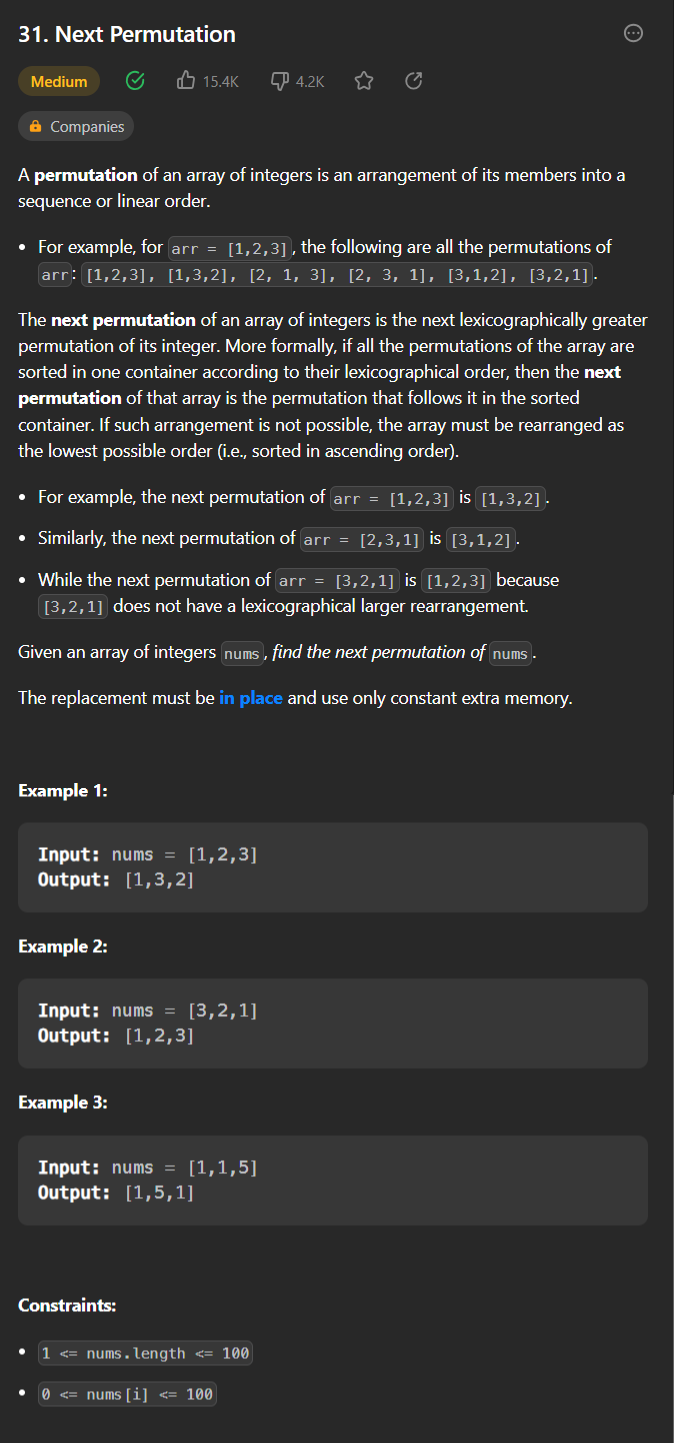 31. Next Permutation
Medium 15.4K 4.2K
Companies
A permutation of an array of integers is an arrangement of its members into a
sequence or linear order.
• For example, for arr = [1,2,3], the following are all the permutations of
arr: [1,2,3], [1,3,2], [2, 1, 3], [2, 3, 1], [3,1,2], [3,2,1].
The next permutation of an array of integers is the next lexicographically greater
permutation of its integer. More formally, if all the permutations of the array are
sorted in one container according to their lexicographical order, then the next
permutation of that array is the permutation that follows it in the sorted
container. If such arrangement is not possible, the array must be rearranged as
the lowest possible order (i.e., sorted in ascending order).
• For example, the next permutation of arr = [1,2,3] is [1,3,2].
• Similarly, the next permutation of arr = [2,3,1] is [3,1,2].
• While the next permutation of arr = [3,2,1] is [1,2,3] because
[3,2,1] does not have a lexicographical larger rearrangement.
Given an array of integers nums, find the next permutation of nums.
The replacement must be in place and use only constant extra memory.
Example 1:
Input: nums = [1,2,3]
Output: [1,3,2]
Example 2:
Input: nums = [3,2,1]
Output: [1,2,3]
Example 3:
Input: nums = [1,1,5]
Output: [1,5,1]
Constraints:
• 1 <= nums.length <= 100
• 0 <= nums[i] <= 100